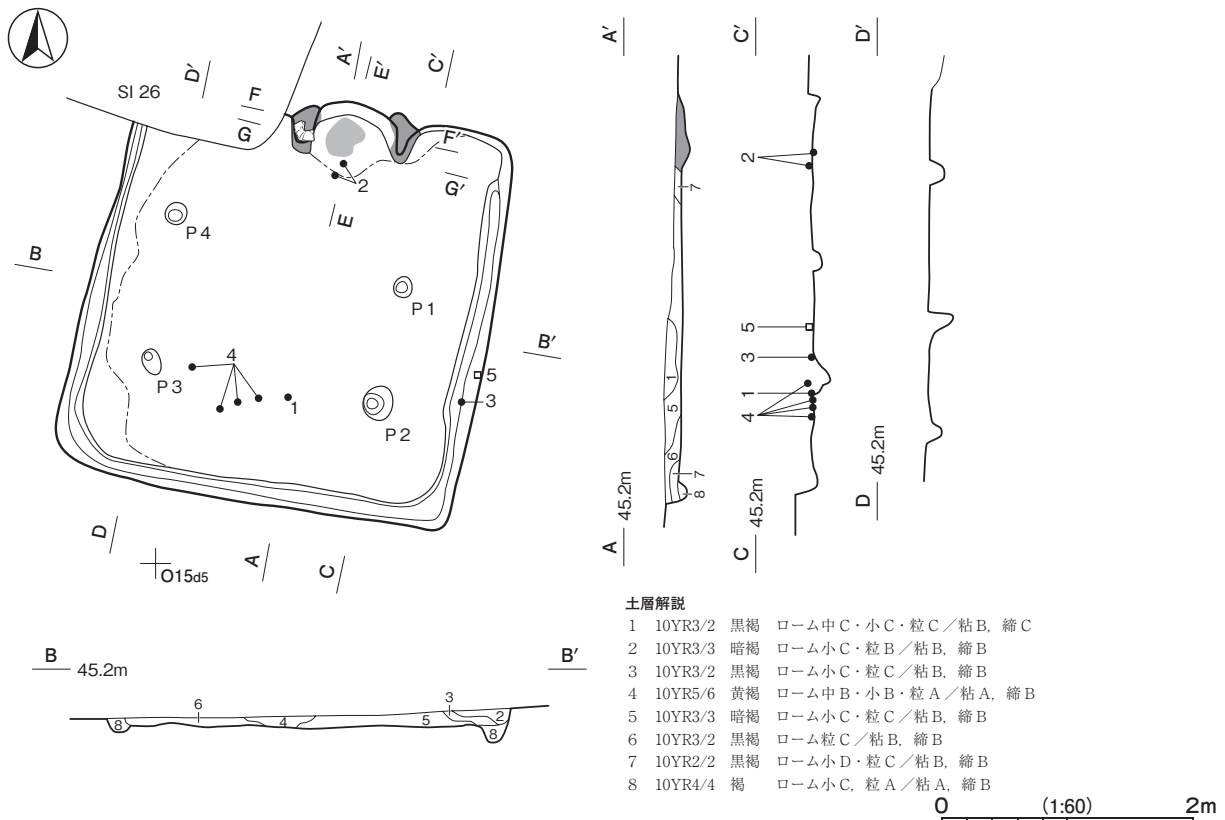 SI 26
D′
F
G
A′
E′
C′
F′
G′
2
E
P 4
B
P 1
B′
4
P 3
1
P 2
5
3
D
A
C
O15d5
A′
C′
D′
2
7
5
3
1
1
4
5
6
7
8
A 45.2m
C 45.2m
D 45.2m
B 45.2m B′
8 6 4 5 3 2 8
土層解説
1 10YR3/2 黒褐 ローム中C・小C・粒C／粘B，締C
2 10YR3/3 暗褐 ローム小C・粒B／粘B，締B
3 10YR3/2 黒褐 ローム小C・粒C／粘B，締B
4 10YR5/6 黄褐 ローム中B・小B・粒A／粘A，締B
5 10YR3/3 暗褐 ローム小C・粒C／粘B，締B
6 10YR3/2 黒褐 ローム粒C／粘B，締B
7 10YR2/2 黒褐 ローム小D・粒C／粘B，締B
8 10YR4/4 褐 ローム小C，粒A／粘A，締B
0 (1:60) 2m